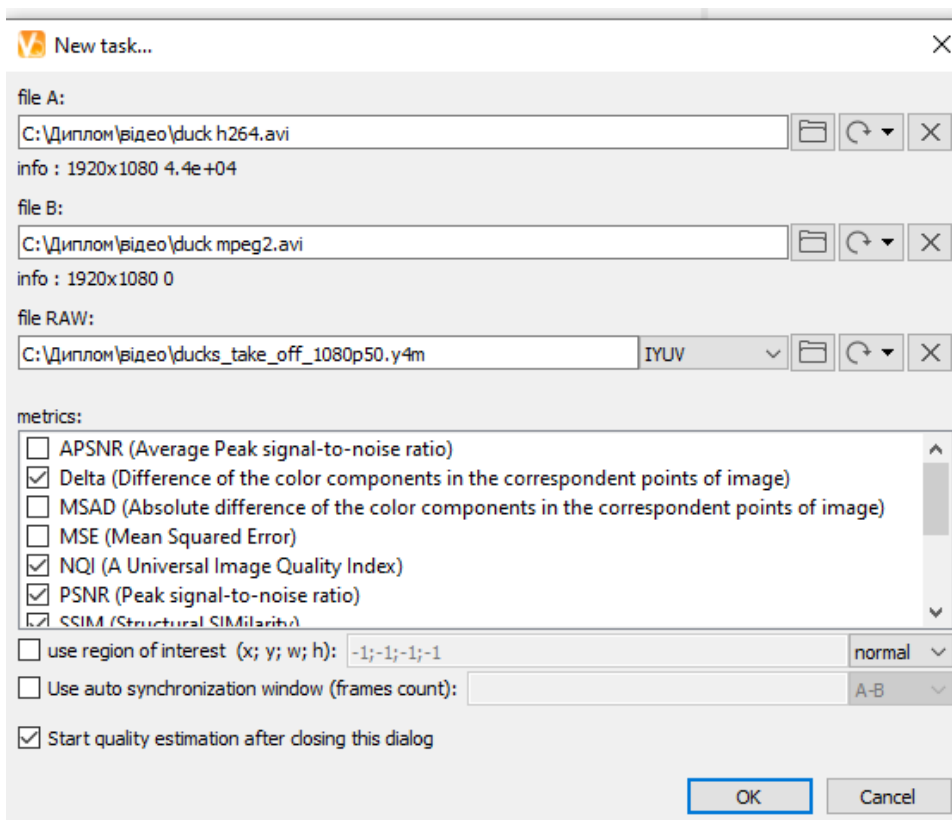 New task...
file A:
C:\Диплом\відео\duck h264.avi
info : 1920x1080 4.4e+04
file B:
C:\Диплом\відео\duck mpeg2.avi
info : 1920x1080 0
file RAW:
C:\Диплом\відео\ducks_take_off_1080p50.y4m IYUV
metrics:
APSNR (Average Peak signal-to-noise ratio)
Delta (Difference of the color components in the correspondent points of image)
MSAD (Absolute difference of the color components in the correspondent points of image)
MSE (Mean Squared Error)
NQI (A Universal Image Quality Index)
PSNR (Peak signal-to-noise ratio)
SSIM (Structural SIMilarity)
use region of interest (x; y; w; h): -1;-1;-1;-1 normal
Use auto synchronization window (frames count): A-B
Start quality estimation after closing this dialog
OK Cancel